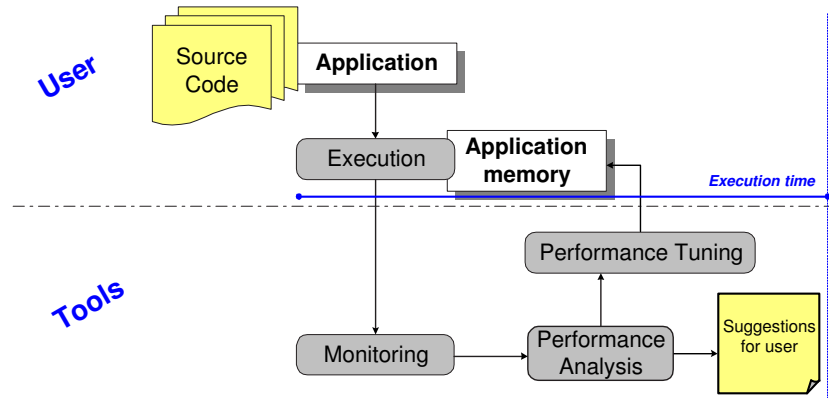 User
Source
Code
Application
Execution
Application
memory
Execution time
Tools
Performance Tuning
Monitoring
Performance
Analysis
Suggestions
for user